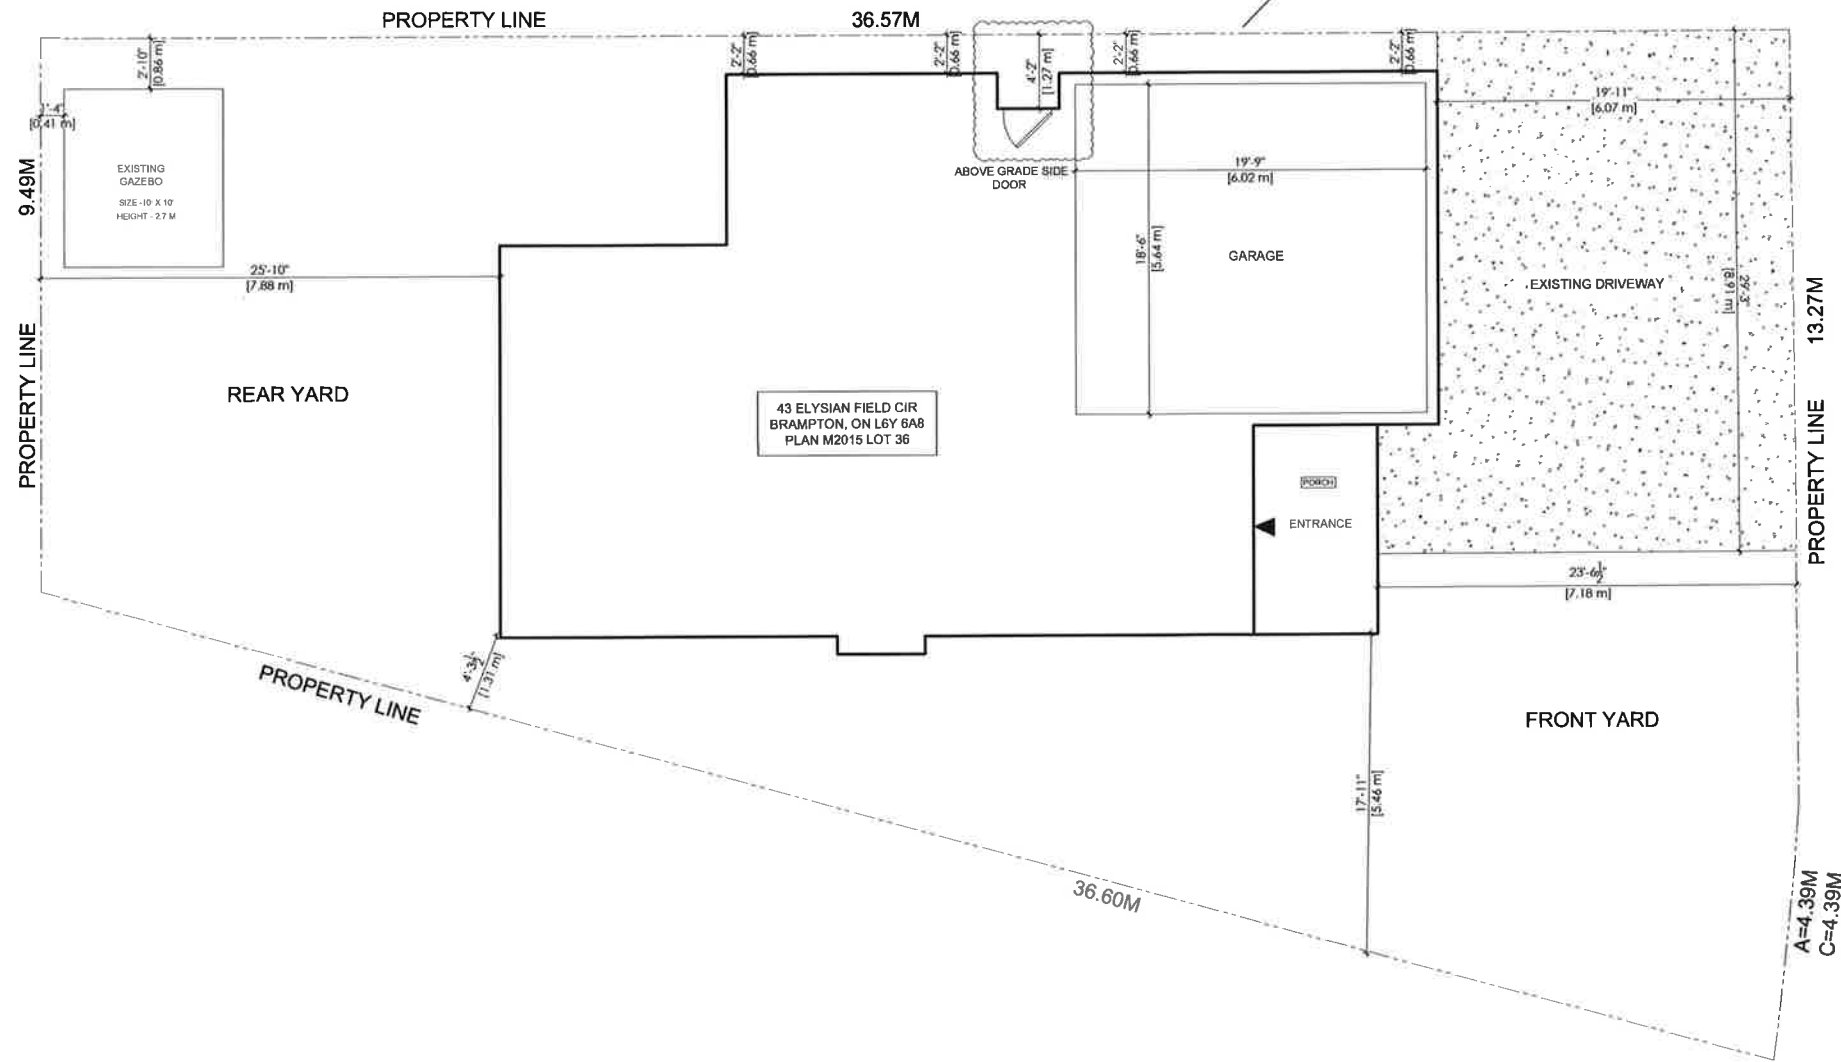 PROPERTY LINE
36.57M
2'-10"
[0.86 m]
2'-2"
[0.66 m]
2'-2"
[0.66 m]
4'-2"
[1.27 m]
2'-2"
[0.66 m]
2'-2"
[0.66 m]
1'-4"
[0.41 m]
19'-11"
[6.07 m]
EXISTING
GAZEBO
SIZE -10' X 10'
HEIGHT - 2.7 M
9.49M
ABOVE GRADE SIDE
DOOR
19'-9"
[6.02 m]
18'-6"
[5.64 m]
GARAGE
25'-10"
[7.88 m]
EXISTING DRIVEWAY
29'-3"
[8.91 m]
13.27M
PROPERTY LINE
REAR YARD
43 ELYSIAN FIELD CIR
BRAMPTON, ON L6Y 6A8
PLAN M2015 LOT 36
PROPERTY LINE
PORCH
ENTRANCE
23'-6½"
[7.18 m]
4'-3½"
[1.31 m]
PROPERTY LINE
FRONT YARD
17'-11"
[5.46 m]
36.60M
A=4.39M
C=4.39M